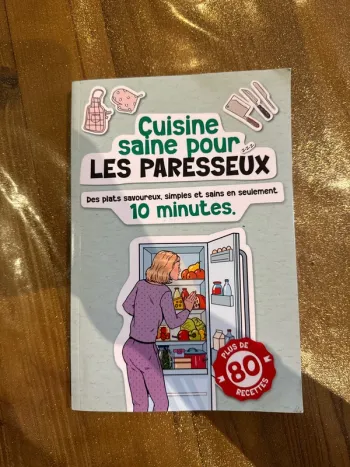 Cuisine
saine pour
zzz
LES PARESSEUX
Des plats savoureux, simples et sains en seulement
10 minutes.
PLUS DE
80
RECETTES